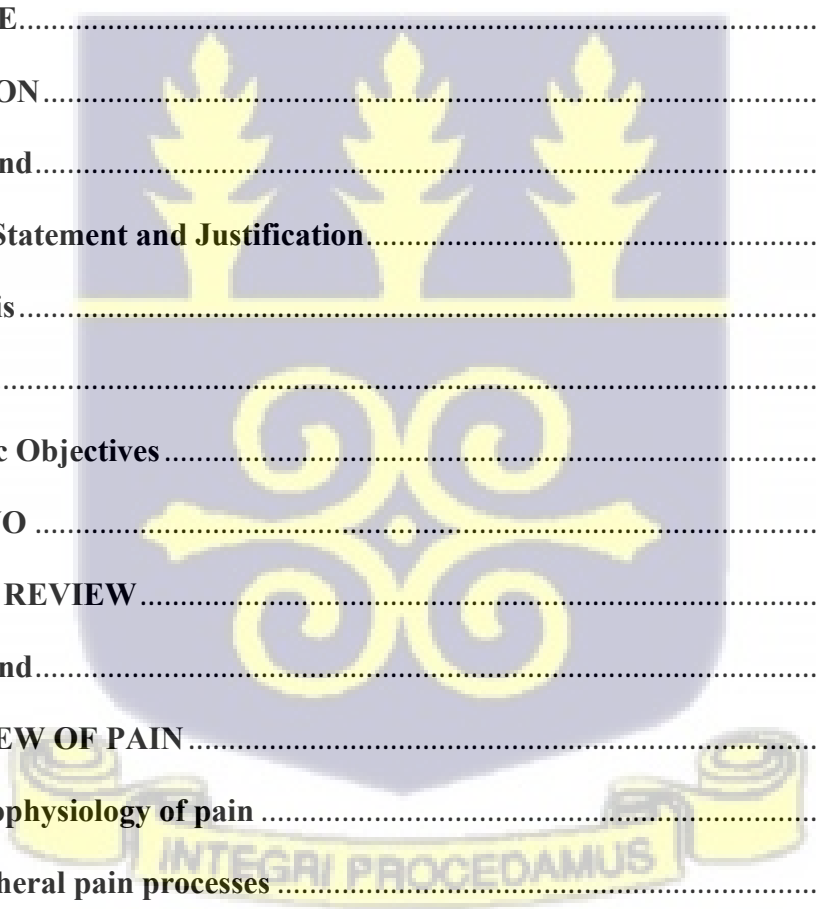 E..........................................................................
ON........................................................................
nd.........................................................................
Statement and Justification..........................................
is...........................................................................
..............................................................................
c Objectives..............................................................
VO .........................................................................
REVIEW..................................................................
nd.........................................................................
EW OF PAIN...........................................................
ophysiology of pain ..................................................
heral pain processes ................................................
INTEGRI PROCEDAMUS